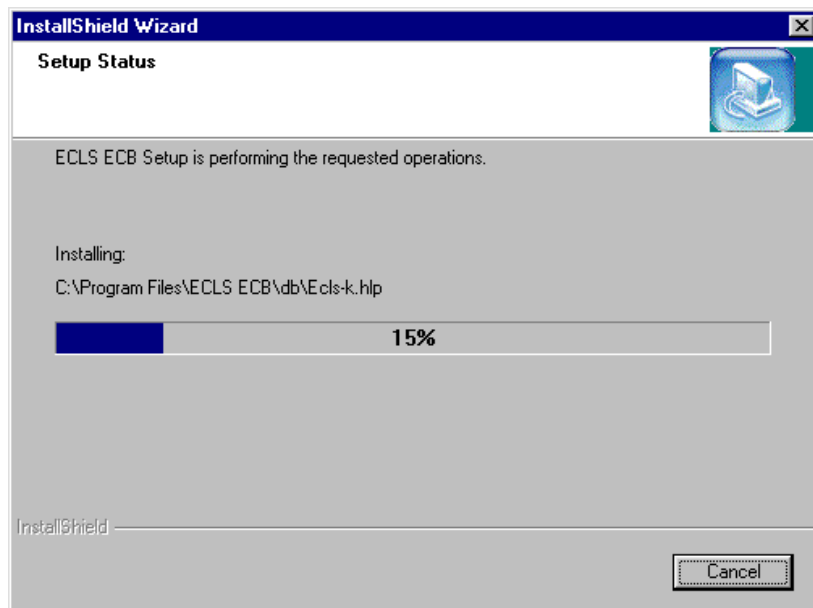 InstallShield Wizard
Setup Status
ECLS ECB Setup is performing the requested operations.
Installing:
C:\Program Files\ECLS ECB\db\Ecls-k.hlp
15%
InstallShield
Cancel